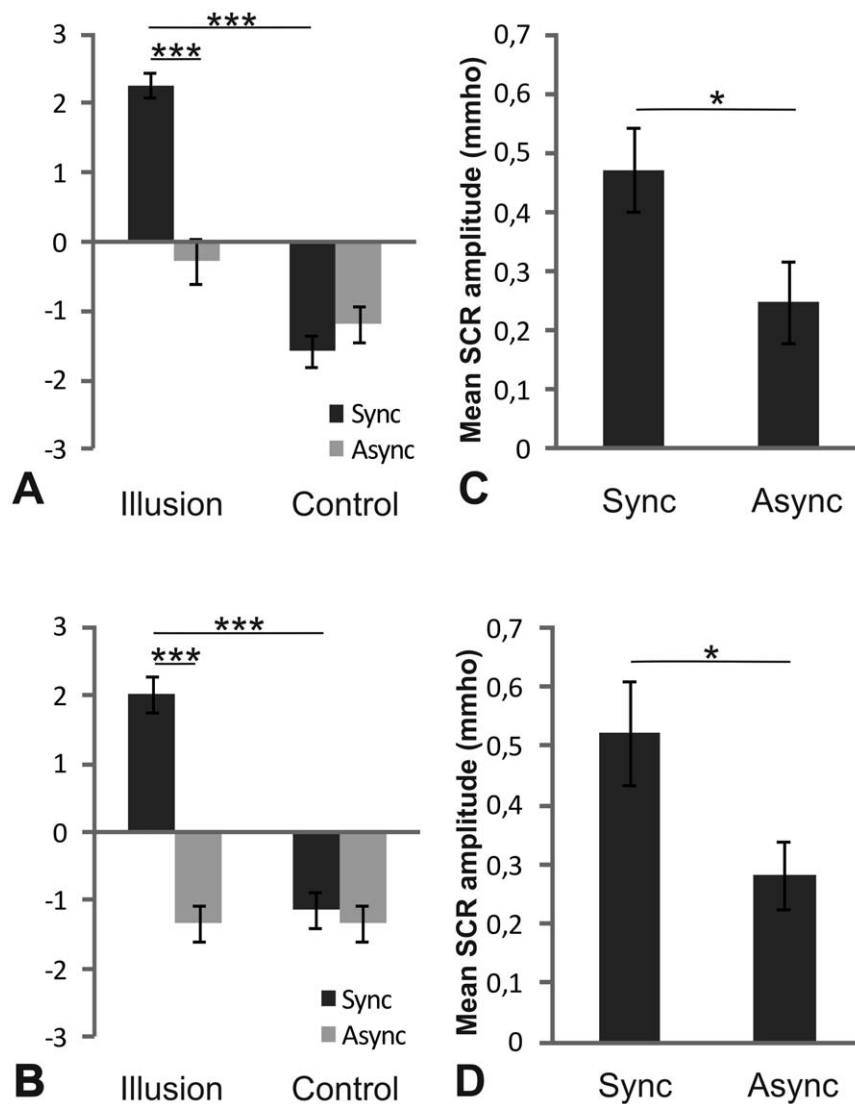 3
2
1
0
-1
-2
-3
***
***
Sync
Async
Illusion
Control
A
Mean SCR amplitude (mmho)
0,7
0,6
0,5
0,4
0,3
0,2
0,1
0
*
Sync
Async
C
3
2
1
0
-1
-2
-3
***
***
Sync
Async
Illusion
Control
B
Mean SCR amplitude (mmho)
0,7
0,6
0,5
0,4
0,3
0,2
0,1
0
*
Sync
Async
D